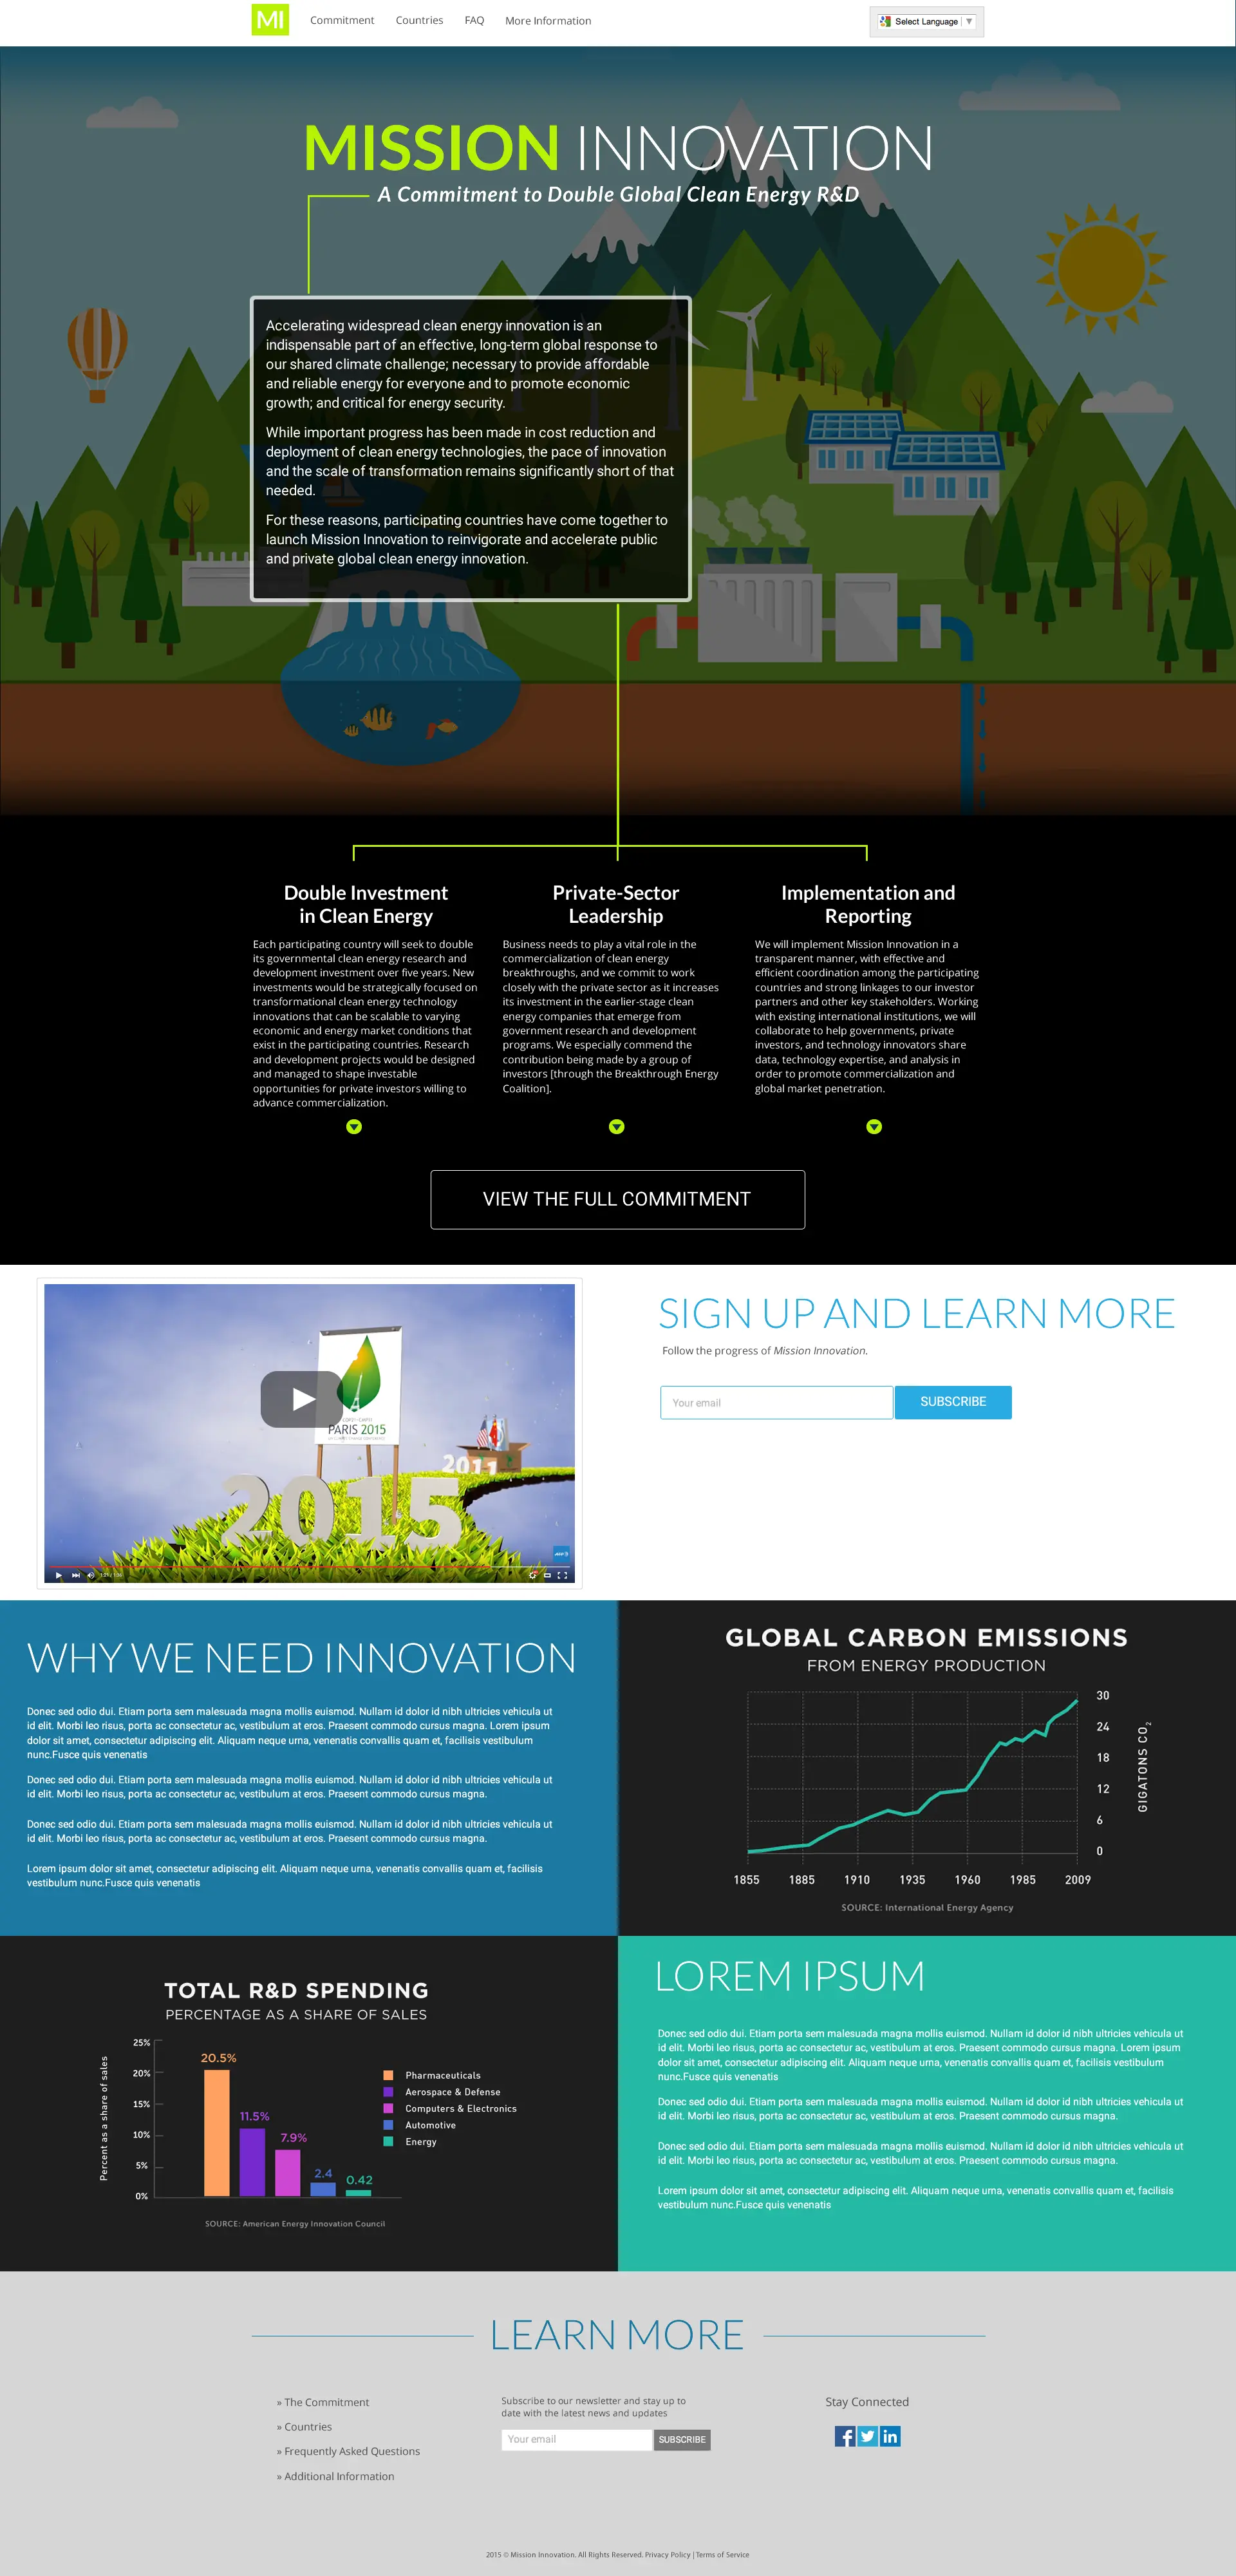 MI
Commitment
Countries
FAQ
More Information
Select Language
MISSION INNOVATION
A Commitment to Double Global Clean Energy R&D
Accelerating widespread clean energy innovation is an
indispensable part of an effective, long-term global response to
our shared climate challenge; necessary to provide affordable
and reliable energy for everyone and to promote economic
growth; and critical for energy security.
While important progress has been made in cost reduction and
deployment of clean energy technologies, the pace of innovation
and the scale of transformation remains significantly short of that
needed.
For these reasons, participating countries have come together to
launch Mission Innovation to reinvigorate and accelerate public
and private global clean energy innovation.
Double Investment
in Clean Energy
Each participating country will seek to double
its governmental clean energy research and
development investment over five years. New
investments would be strategically focused on
transformational clean energy technology
innovations that can be scalable to varying
economic and energy market conditions that
exist in the participating countries. Research
and development projects would be designed
and managed to shape investable
opportunities for private investors willing to
advance commercialization.
Private-Sector
Leadership
Business needs to play a vital role in the
commercialization of clean energy
breakthroughs, and we commit to work
closely with the private sector as it increases
its investment in the earlier-stage clean
energy companies that emerge from
government research and development
programs. We especially commend the
contribution being made by a group of
investors [through the Breakthrough Energy
Coalition].
Implementation and
Reporting
We will implement Mission Innovation in a
transparent manner, with effective and
efficient coordination among the participating
countries and strong linkages to our investor
partners and other key stakeholders. Working
with existing international institutions, we will
collaborate to help governments, private
investors, and technology innovators share
data, technology expertise, and analysis in
order to promote commercialization and
global market penetration.
VIEW THE FULL COMMITMENT
PARIS 2015
2011
2015
SIGN UP AND LEARN MORE
Follow the progress of Mission Innovation.
Your email
SUBSCRIBE
WHY WE NEED INNOVATION
Donec sed odio dui. Etiam porta sem malesuada magna mollis euismod. Nullam id dolor id nibh ultricies vehicula ut
id elit. Morbi leo risus, porta ac consectetur ac, vestibulum at eros. Praesent commodo cursus magna. Lorem ipsum
dolor sit amet, consectetur adipiscing elit. Aliquam neque urna, venenatis convallis quam et, facilisis vestibulum
nunc.Fusce quis venenatis
Donec sed odio dui. Etiam porta sem malesuada magna mollis euismod. Nullam id dolor id nibh ultricies vehicula ut
id elit. Morbi leo risus, porta ac consectetur ac, vestibulum at eros. Praesent commodo cursus magna.
Donec sed odio dui. Etiam porta sem malesuada magna mollis euismod. Nullam id dolor id nibh ultricies vehicula ut
id elit. Morbi leo risus, porta ac consectetur ac, vestibulum at eros. Praesent commodo cursus magna.
Lorem ipsum dolor sit amet, consectetur adipiscing elit. Aliquam neque urna, venenatis convallis quam et, facilisis
vestibulum nunc.Fusce quis venenatis
GLOBAL CARBON EMISSIONS
FROM ENERGY PRODUCTION
30
24
18
12
6
0
GIGATONS CO2
1855 1885 1910 1935 1960 1985 2009
SOURCE: International Energy Agency
TOTAL R&D SPENDING
PERCENTAGE AS A SHARE OF SALES
Percent as a share of sales
25%
20%
15%
10%
5%
0%
20.5%
11.5%
7.9%
2.4
0.42
Pharmaceuticals
Aerospace & Defense
Computers & Electronics
Automotive
Energy
SOURCE: American Energy Innovation Council
LOREM IPSUM
Donec sed odio dui. Etiam porta sem malesuada magna mollis euismod. Nullam id dolor id nibh ultricies vehicula ut
id elit. Morbi leo risus, porta ac consectetur ac, vestibulum at eros. Praesent commodo cursus magna. Lorem ipsum
dolor sit amet, consectetur adipiscing elit. Aliquam neque urna, venenatis convallis quam et, facilisis vestibulum
nunc.Fusce quis venenatis
Donec sed odio dui. Etiam porta sem malesuada magna mollis euismod. Nullam id dolor id nibh ultricies vehicula ut
id elit. Morbi leo risus, porta ac consectetur ac, vestibulum at eros. Praesent commodo cursus magna.
Donec sed odio dui. Etiam porta sem malesuada magna mollis euismod. Nullam id dolor id nibh ultricies vehicula ut
id elit. Morbi leo risus, porta ac consectetur ac, vestibulum at eros. Praesent commodo cursus magna.
Lorem ipsum dolor sit amet, consectetur adipiscing elit. Aliquam neque urna, venenatis convallis quam et, facilisis
vestibulum nunc.Fusce quis venenatis
LEARN MORE
» The Commitment
» Countries
» Frequently Asked Questions
» Additional Information
Subscribe to our newsletter and stay up to
date with the latest news and updates
Your email
SUBSCRIBE
Stay Connected
2015 © Mission Innovation. All Rights Reserved. Privacy Policy | Terms of Service